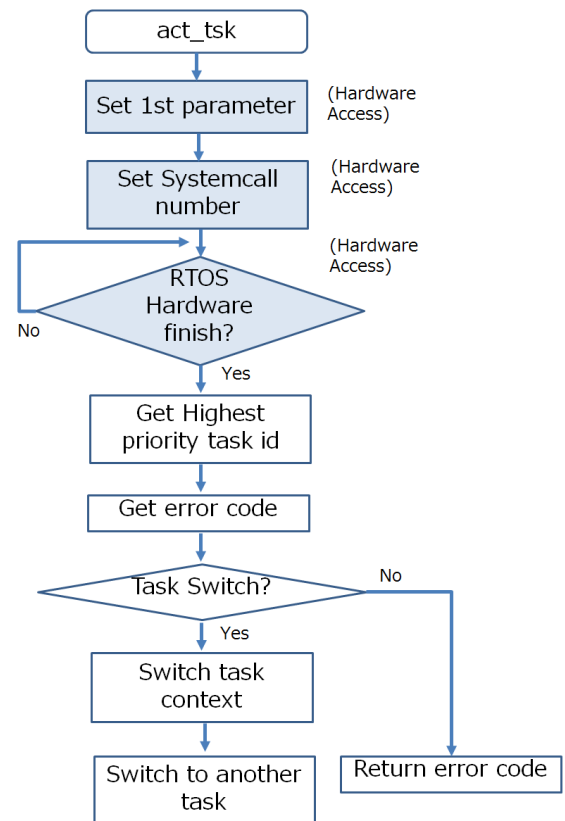 act_tsk
Set 1st parameter
(Hardware
Access)
Set Systemcall
number
(Hardware
Access)
(Hardware
Access)
RTOS
Hardware
finish?
No
Yes
Get Highest
priority task id
Get error code
Task Switch?
No
Yes
Switch task
context
Switch to another
task
Return error code